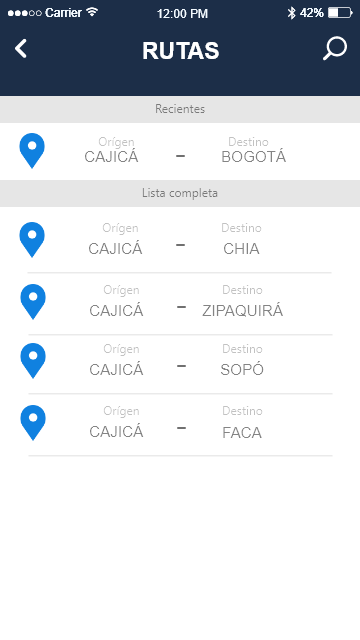 Carrier 12:00 PM 42%
RUTAS
Recientes
Orígen Destino
CAJICÁ - BOGOTÁ
Lista completa
Orígen Destino
CAJICÁ - CHIA
Orígen Destino
CAJICÁ - ZIPAQUIRÁ
Orígen Destino
CAJICÁ - SOPÓ
Orígen Destino
CAJICÁ - FACA